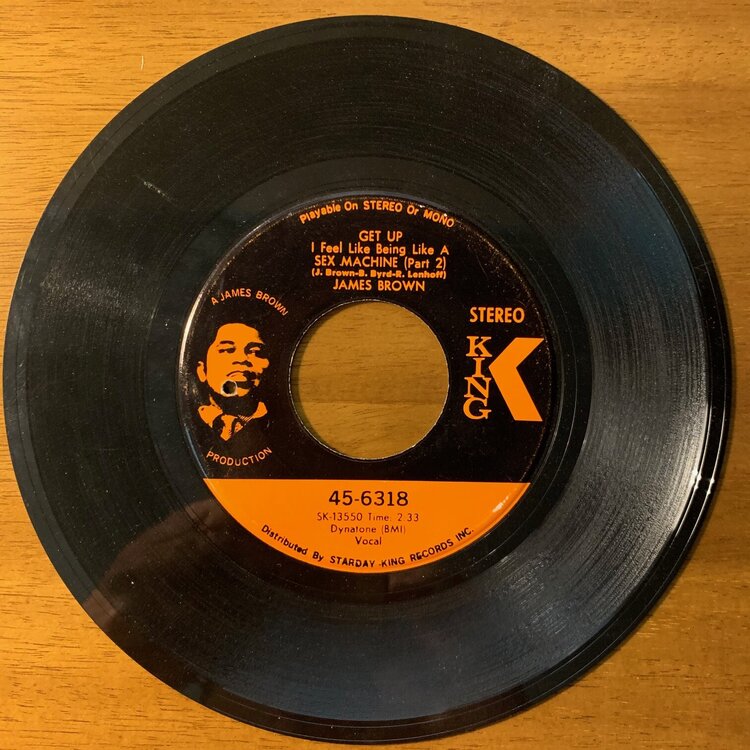 Playable On STEREO Or MONO
GET UP
I Feel Like Being Like A
SEX MACHINE (Part 2)
(J. Brown-B. Byrd-R. Lenhoff)
JAMES BROWN
A JAMES BROWN
PRODUCTION
STEREO
KING
45-6318
SK-13550 Time: 2:33
Dynatone (BMI)
Vocal
Distributed By STARDAY-KING RECORDS INC.